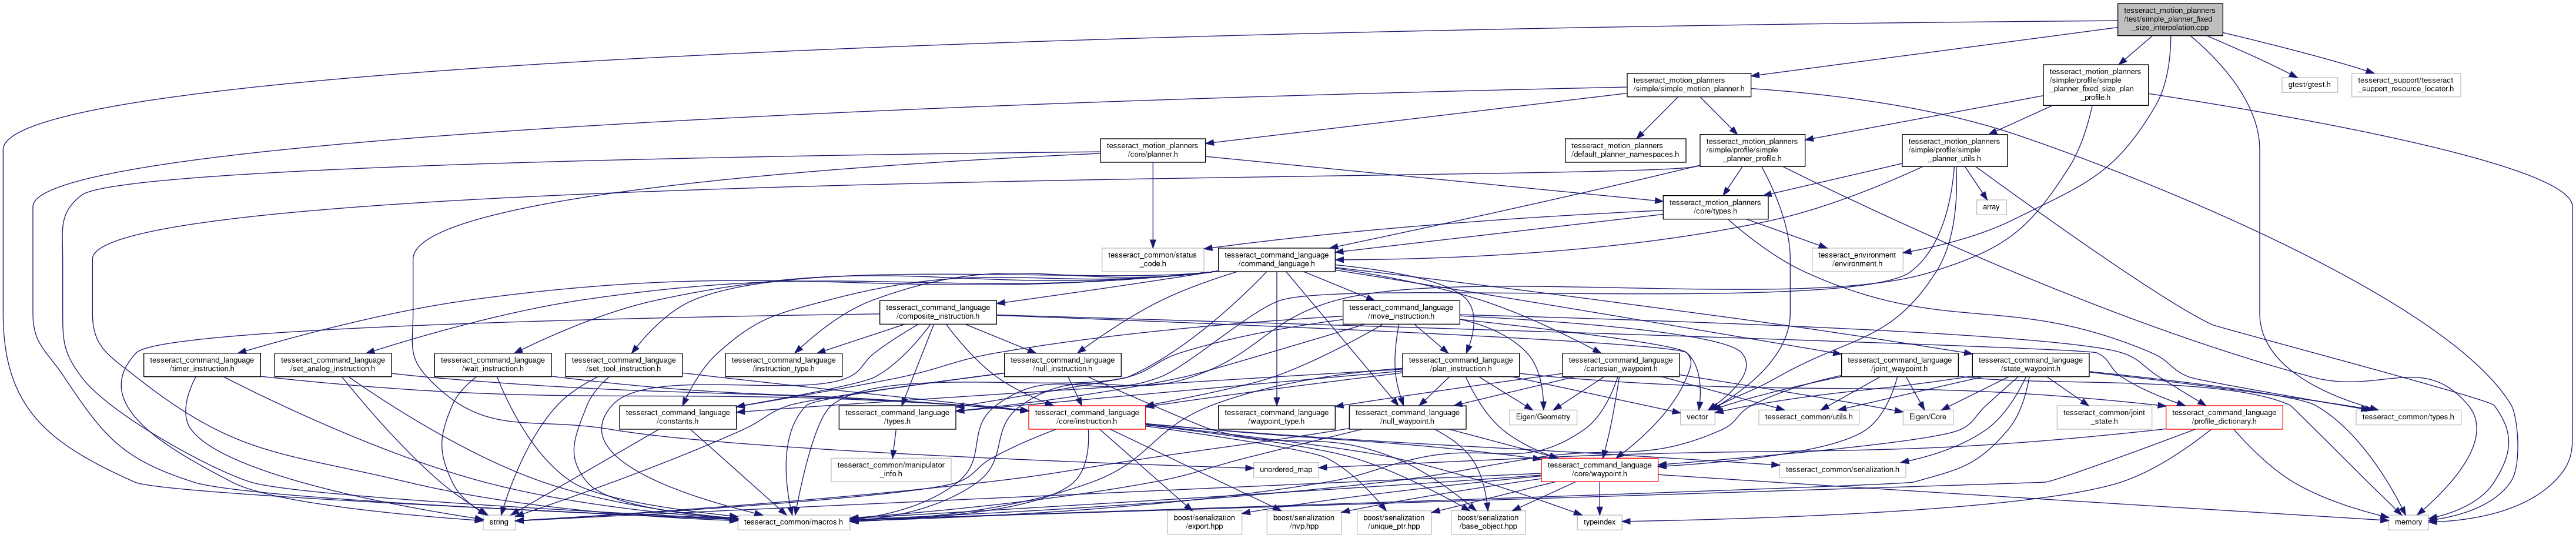 tesseract_motion_planners
/test/simple_planner_fixed
_size_interpolation.cpp
tesseract_motion_planners
/simple/simple_motion_planner.h
tesseract_motion_planners
/simple/profile/simple
_planner_fixed_size_plan
_profile.h
gtest/gtest.h
tesseract_support/tesseract
_support_resource_locator.h
tesseract_motion_planners
/core/planner.h
tesseract_motion_planners
/default_planner_namespaces.h
tesseract_motion_planners
/simple/profile/simple
_planner_profile.h
tesseract_motion_planners
/simple/profile/simple
_planner_utils.h
tesseract_motion_planners
/core/types.h
array
tesseract_common/status
_code.h
tesseract_command_language
/command_language.h
tesseract_environment
/environment.h
tesseract_command_language
/composite_instruction.h
tesseract_command_language
/move_instruction.h
tesseract_command_language
/timer_instruction.h
tesseract_command_language
/set_analog_instruction.h
tesseract_command_language
/wait_instruction.h
tesseract_command_language
/set_tool_instruction.h
tesseract_command_language
/instruction_type.h
tesseract_command_language
/null_instruction.h
tesseract_command_language
/plan_instruction.h
tesseract_command_language
/cartesian_waypoint.h
tesseract_command_language
/joint_waypoint.h
tesseract_command_language
/state_waypoint.h
tesseract_command_language
/constants.h
tesseract_command_language
/types.h
tesseract_command_language
/core/instruction.h
tesseract_command_language
/waypoint_type.h
tesseract_command_language
/null_waypoint.h
Eigen/Geometry
vector
tesseract_common/utils.h
Eigen/Core
tesseract_common/joint
_state.h
tesseract_command_language
/profile_dictionary.h
tesseract_common/types.h
tesseract_common/manipulator
_info.h
unordered_map
tesseract_command_language
/core/waypoint.h
tesseract_common/serialization.h
string
tesseract_common/macros.h
boost/serialization
/export.hpp
boost/serialization
/nvp.hpp
boost/serialization
/unique_ptr.hpp
boost/serialization
/base_object.hpp
typeindex
memory